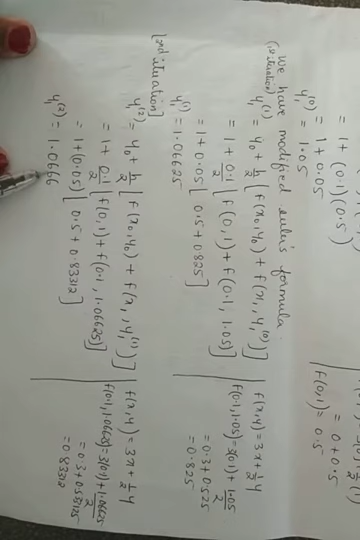 = 1 + (0.1) (0.5)
= 1 + 0.05
y₁⁽⁰⁾ = 1.05
= 0 + 0.5
f(0,1) = 0.5
We have modified euler's formula
y₁⁽¹⁾ = y₀ + h/2 [f(x₀,y₀) + f(x₁,y₁⁽⁰⁾)]
= 1 + 0.1/2 [f(0,1) + f(0.1, 1.05)]
= 1 + 0.05 [0.5 + 0.825]
y₁⁽¹⁾ = 1.06625
f(x,y) = 3x + 1/2 y
f(0.1,1.05) = 3(0.1) + 1.05/2
= 0.3 + 0.525
= 0.825
y₁⁽²⁾ = y₀ + h/2 [f(x₀,y₀) + f(x₁,y₁⁽¹⁾)]
= 1 + 0.1/2 [f(0,1) + f(0.1, 1.06625)]
= 1 + (0.05) [0.5 + 0.83312]
y₁⁽²⁾ = 1.0666
f(x,y) = 3x + 1/2 y
f(0.1,1.06625) = 3(0.1) + 1.06625/2
= 0.3 + 0.533125
= 0.83312